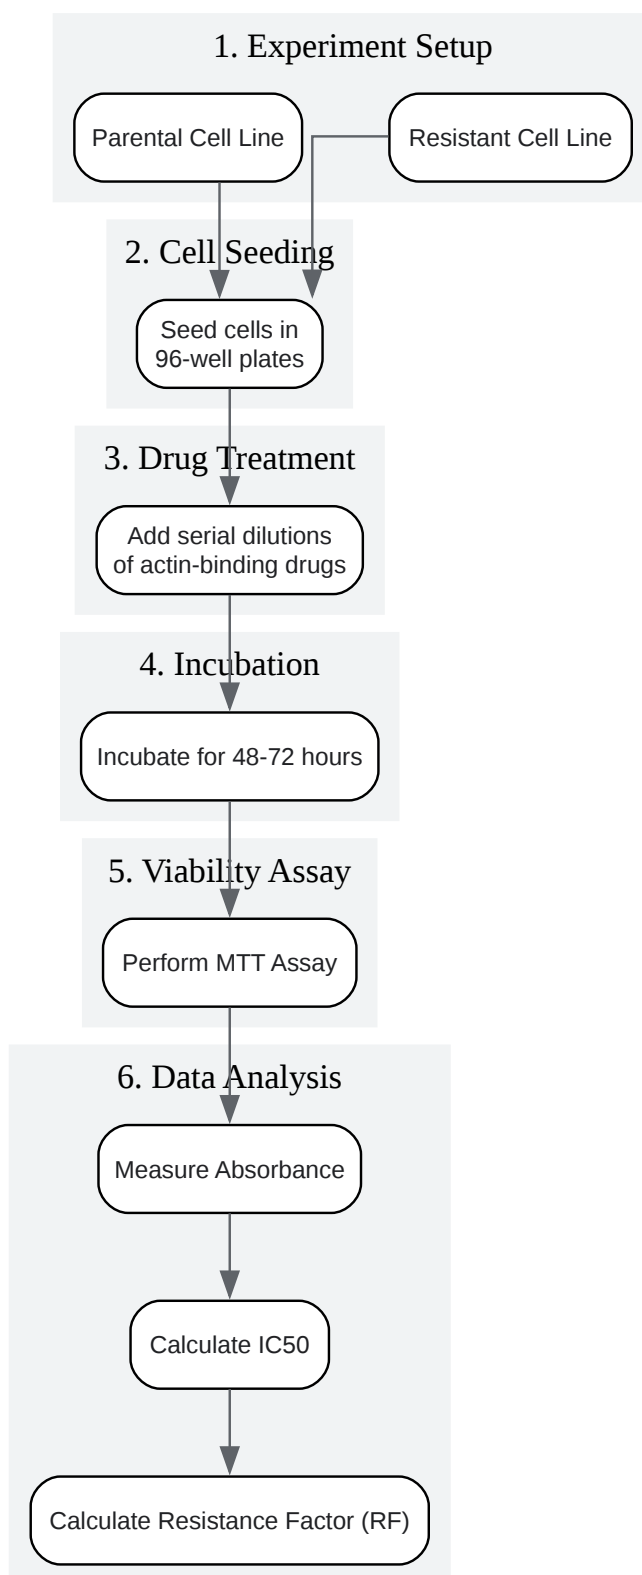 1. Experiment Setup
Parental Cell Line
Resistant Cell Line
2. Cell Seeding
Seed cells in
96-well plates
3. Drug Treatment
Add serial dilutions
of actin-binding drugs
4. Incubation
Incubate for 48-72 hours
5. Viability Assay
Perform MTT Assay
6. Data Analysis
Measure Absorbance
Calculate IC50
Calculate Resistance Factor (RF)